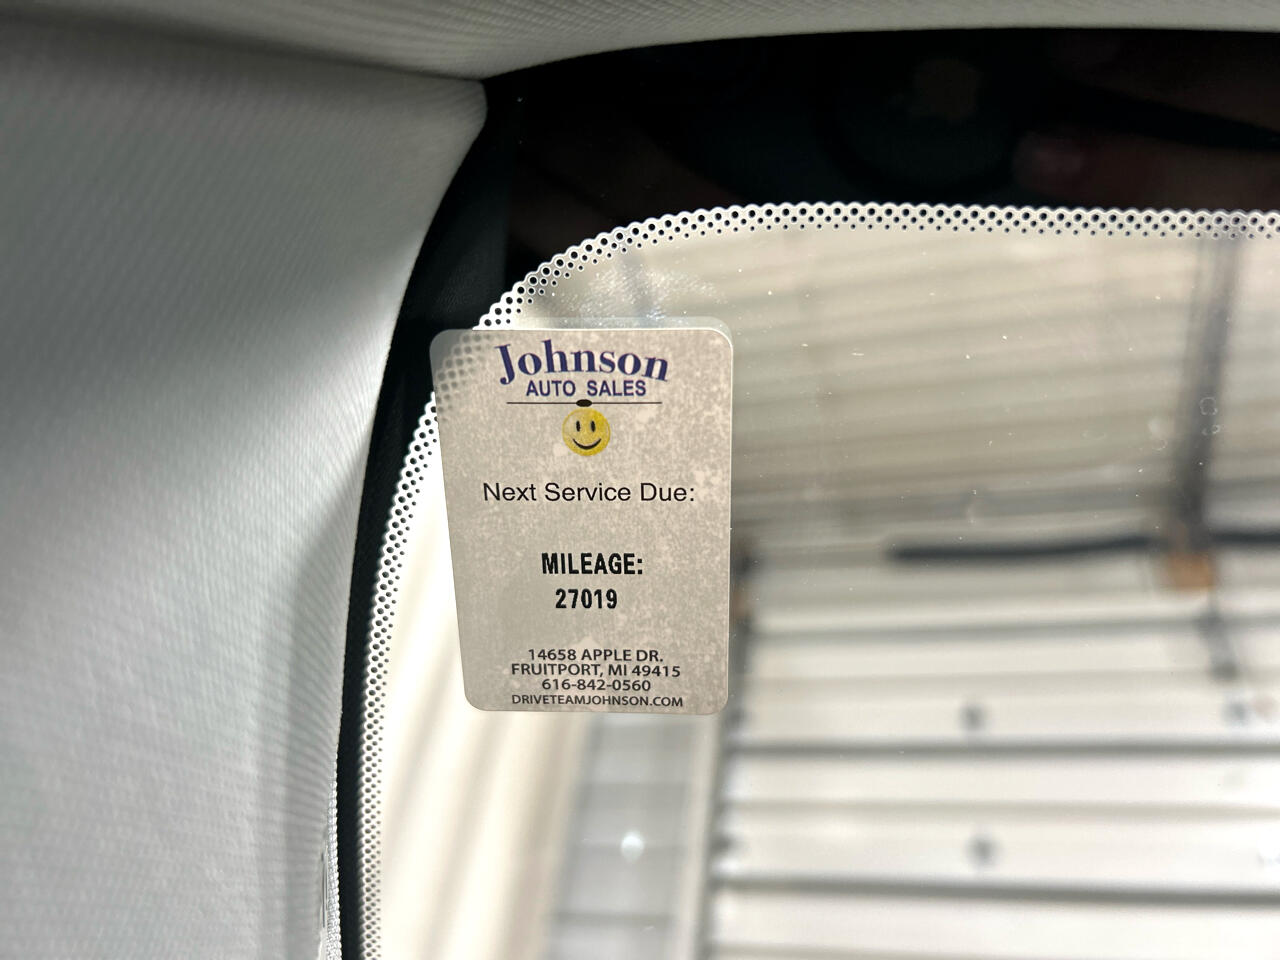 Johnson
AUTO SALES
Next Service Due:
MILEAGE:
27019
14658 APPLE DR.
FRUITPORT, MI 49415
616-842-0560
DRIVETEAMJOHNSON.COM